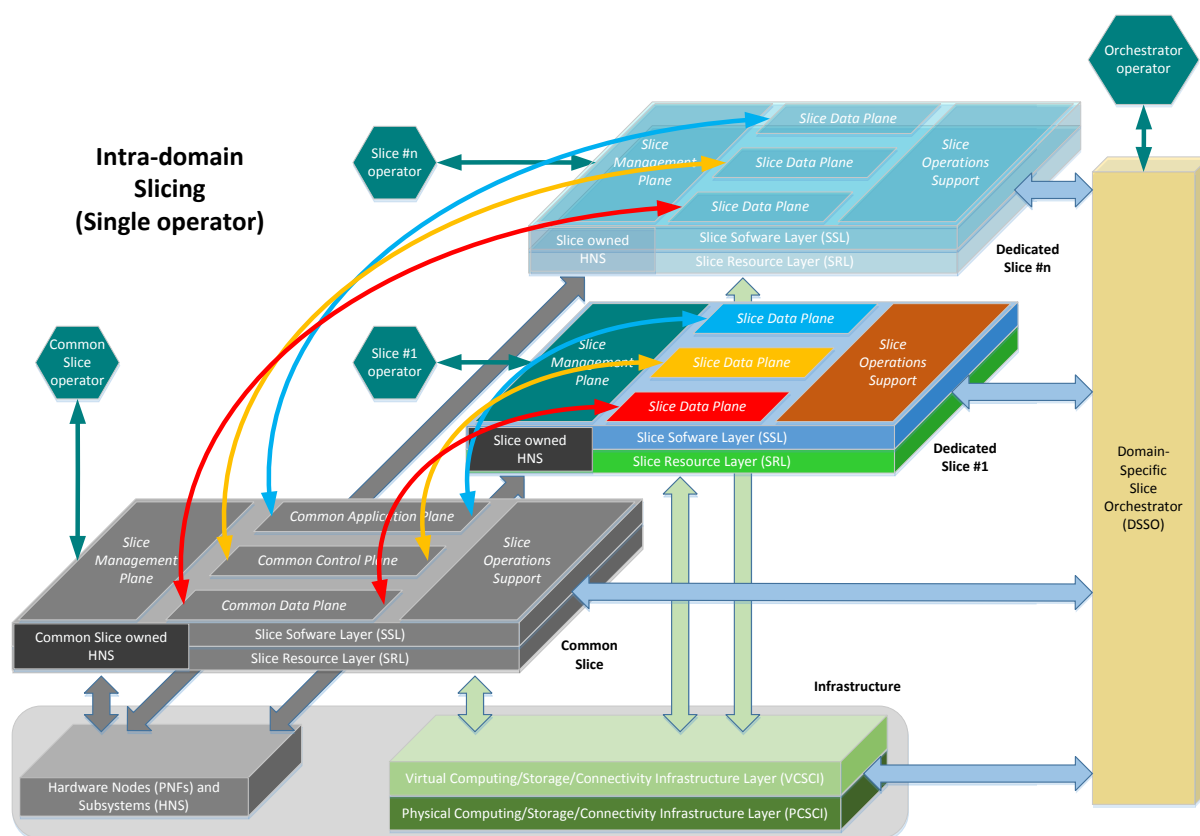 Orchestrator
operator
Intra-domain
Slicing
(Single operator)
Slice #n
operator
Slice
Management
Plane
Slice Data Plane
Slice Data Plane
Slice Data Plane
Slice
Operations
Support
Slice owned
HNS
Slice Sofware Layer (SSL)
Slice Resource Layer (SRL)
Dedicated
Slice #n
Common
Slice
operator
Slice #1
operator
Slice
Management
Plane
Slice Data Plane
Slice Data Plane
Slice Data Plane
Slice
Operations
Support
Slice owned
HNS
Slice Sofware Layer (SSL)
Slice Resource Layer (SRL)
Dedicated
Slice #1
Domain-
Specific
Slice
Orchestrator
(DSSO)
Slice
Management
Plane
Common Application Plane
Common Control Plane
Common Data Plane
Slice
Operations
Support
Common Slice owned
HNS
Slice Sofware Layer (SSL)
Slice Resource Layer (SRL)
Common
Slice
Infrastructure
Hardware Nodes (PNFs) and
Subsystems (HNS)
Virtual Computing/Storage/Connectivity Infrastructure Layer (VCSCI)
Physical Computing/Storage/Connectivity Infrastructure Layer (PCSCI)